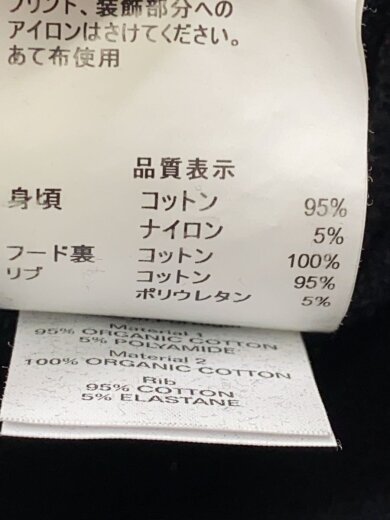 プリント、装飾部分への
アイロンはさけてください。
あて布使用
品質表示
身頃 コットン 95%
ナイロン 5%
フード裏 コットン 100%
リブ コットン 95%
ポリウレタン 5%
Material 1
95% ORGANIC COTTON
5% POLYAMIDE
Material 2
100% ORGANIC COTTON
Rib
95% COTTON
5% ELASTANE